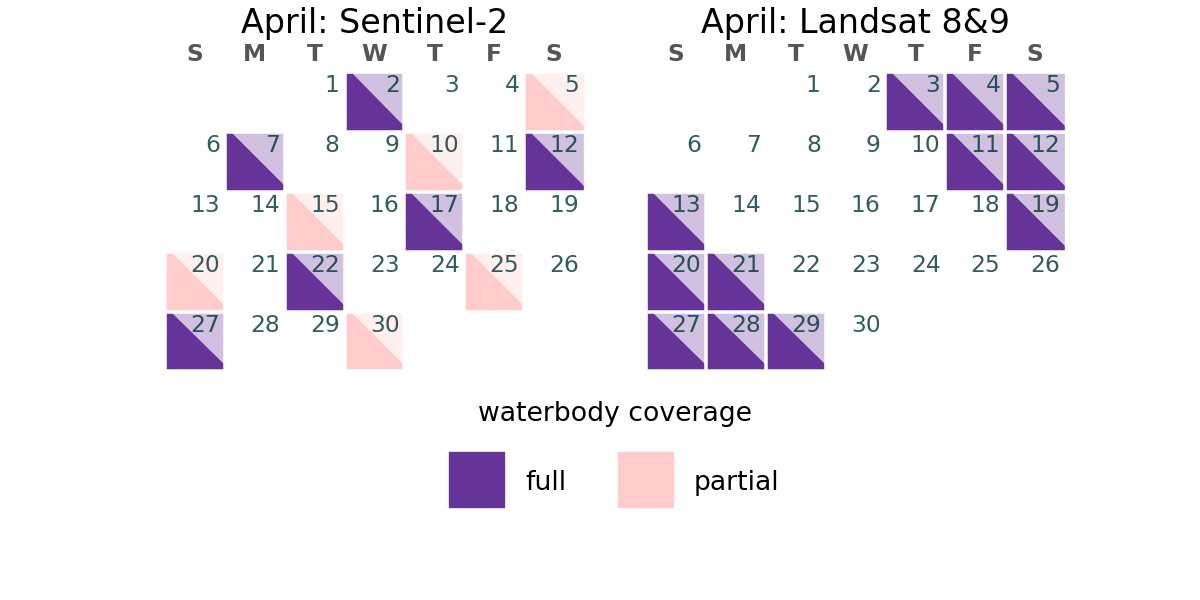 April: Sentinel-2
S M T W T F S
1 2 3 4 5
6 7 8 9 10 11 12
13 14 15 16 17 18 19
20 21 22 23 24 25 26
27 28 29 30
April: Landsat 8&9
S M T W T F S
1 2 3 4 5
6 7 8 9 10 11 12
13 14 15 16 17 18 19
20 21 22 23 24 25 26
27 28 29 30
waterbody coverage
full partial